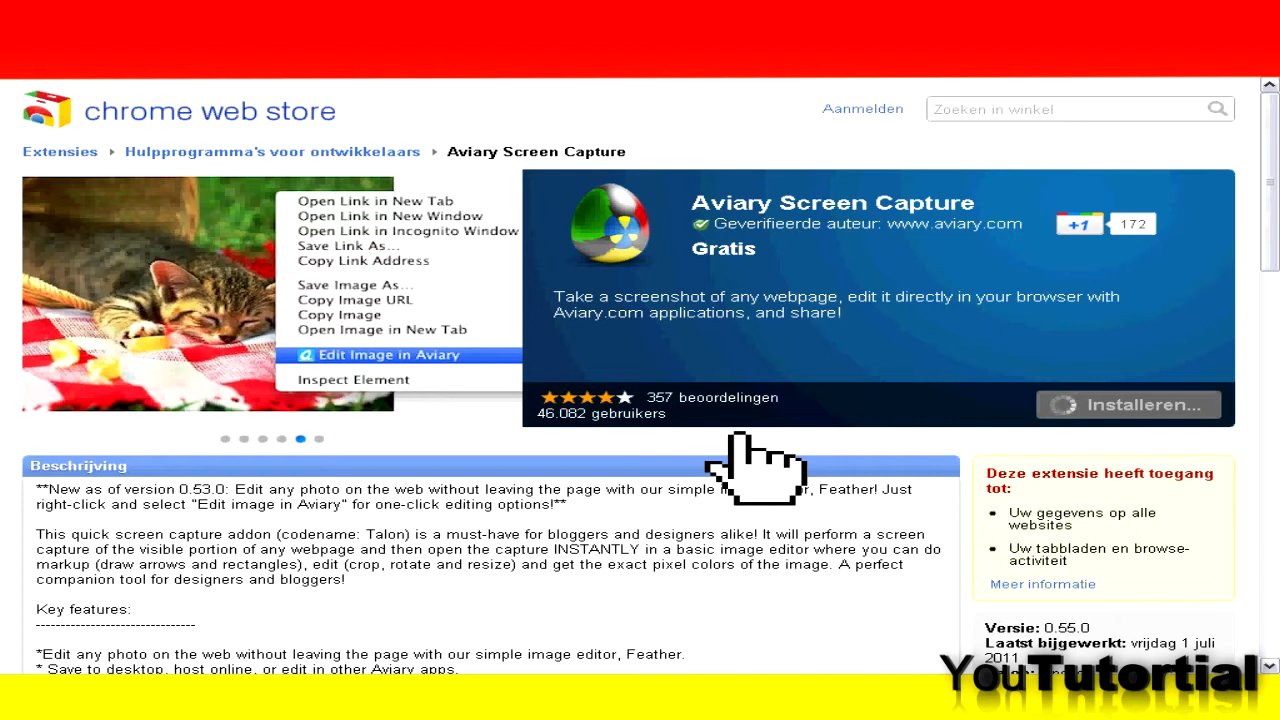 chrome web store
Aanmelden
Zoeken in winkel
Extensies
Hulpprogramma's voor ontwikkelaars
Aviary Screen Capture
Open Link in New Tab
Open Link in New Window
Open Link in Incognito Window
Save Link As...
Copy Link Address
Save Image As...
Copy Image URL
Copy Image
Open Image in New Tab
Edit Image in Aviary
Inspect Element
Aviary Screen Capture
Geverifieerde auteur: www.aviary.com
Gratis
+1
172
Take a screenshot of any webpage, edit it directly in your browser with
Aviary.com applications, and share!
357 beoordelingen
46.082 gebruikers
Installeren...
Beschrijving
**New as of version 0.53.0: Edit any photo on the web without leaving the page with our simple Feather! Just
right-click and select "Edit image in Aviary" for one-click editing options!**
This quick screen capture addon (codename: Talon) is a must-have for bloggers and designers alike! It will perform a screen
capture of the visible portion of any webpage and then open the capture INSTANTLY in a basic image editor where you can do
markup (draw arrows and rectangles), edit (crop, rotate and resize) and get the exact pixel colors of the image. A perfect
companion tool for designers and bloggers!
Key features:
--------------------------------
*Edit any photo on the web without leaving the page with our simple image editor, Feather.
* Save to desktop, host online, or edit in other Aviary apps.
Deze extensie heeft toegang
tot:
• Uw gegevens op alle
websites
• Uw tabbladen en browse-
activiteit
Meer informatie
Versie: 0.55.0
Laatst bijgewerkt: vrijdag 1 juli
2011
YouTutortial